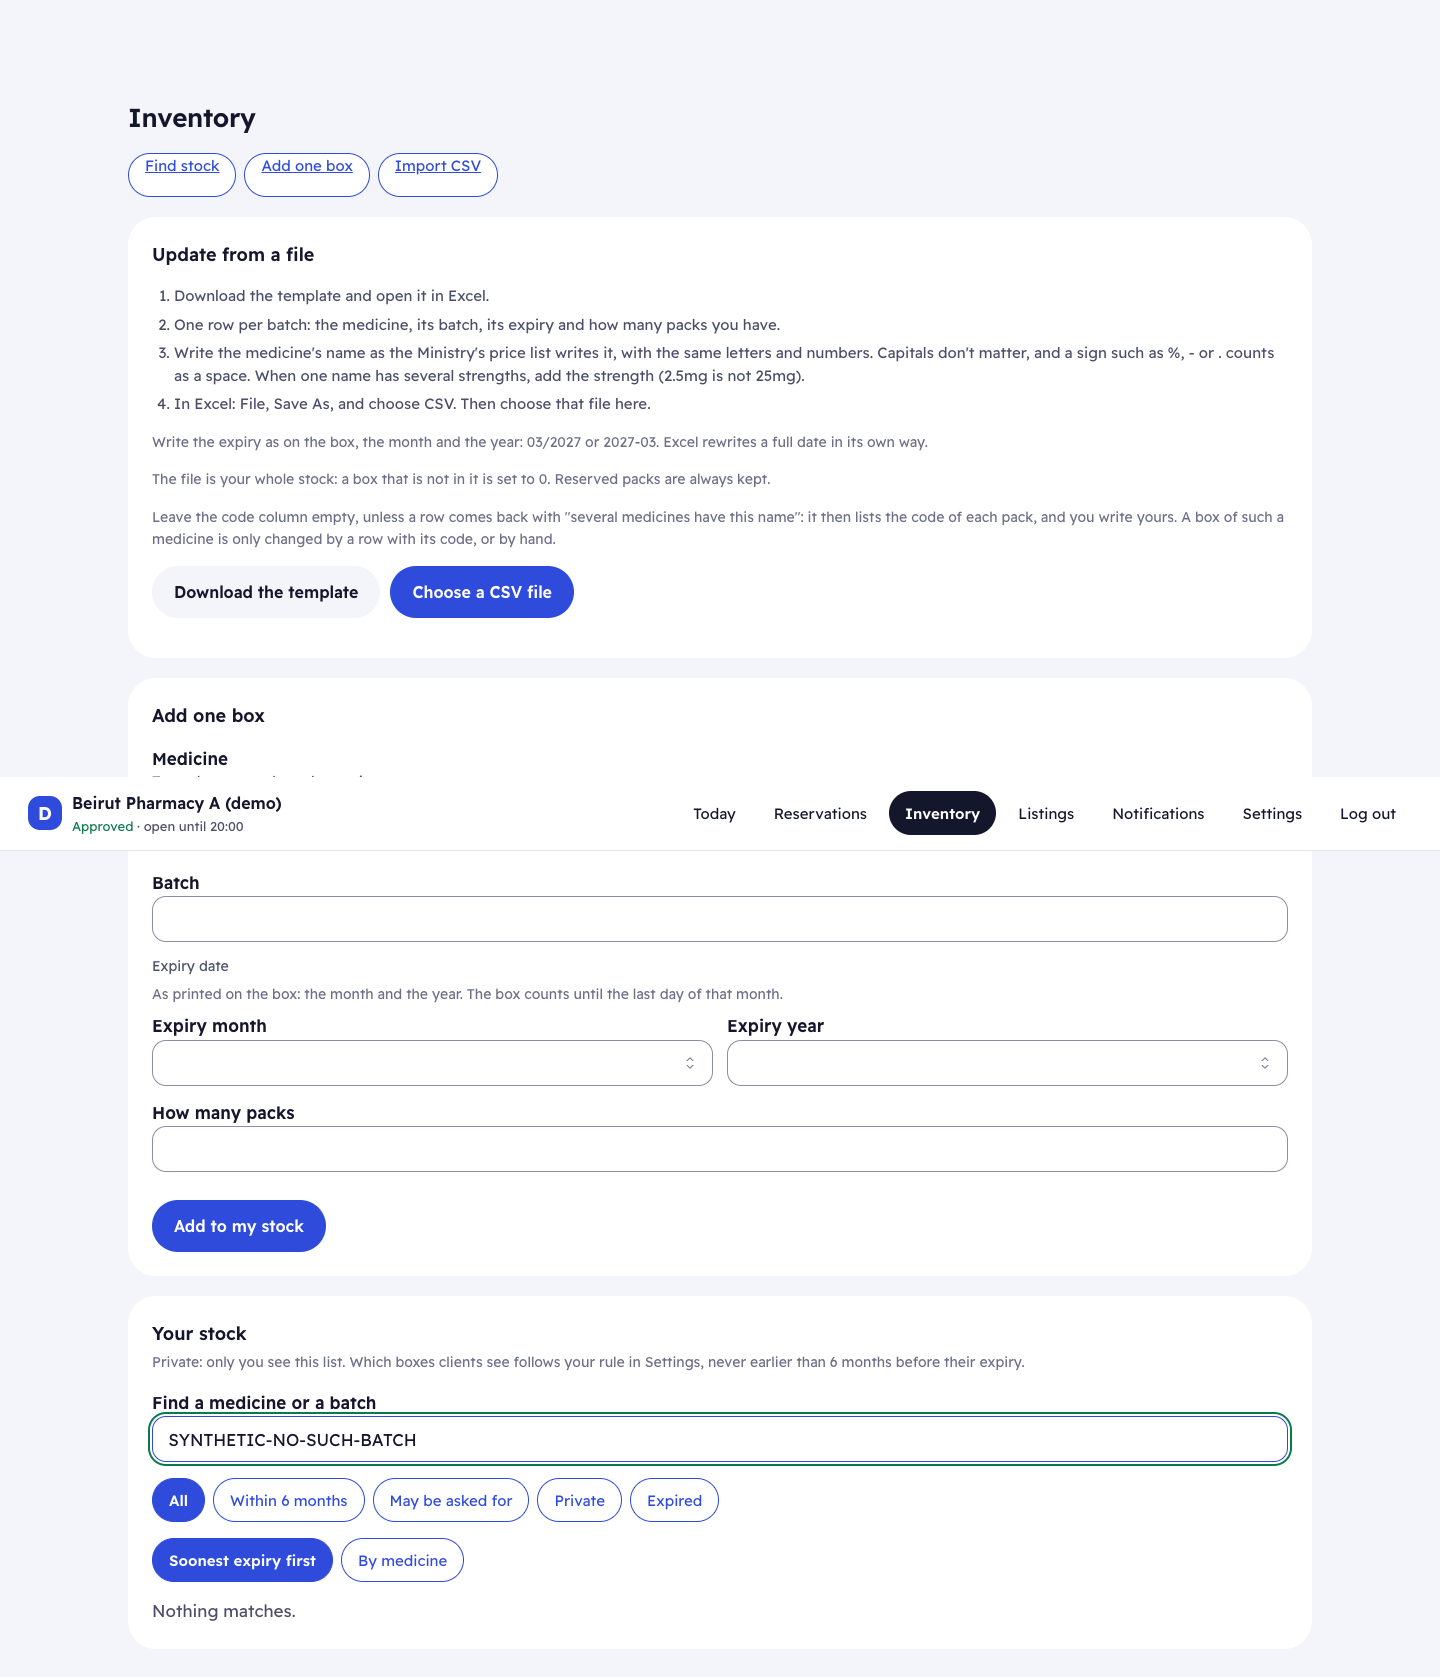 Inventory
Find stock
Add one box
Import CSV
Update from a file
1. Download the template and open it in Excel.
2. One row per batch: the medicine, its batch, its expiry and how many packs you have.
3. Write the medicine's name as the Ministry's price list writes it, with the same letters and numbers. Capitals don't matter, and a sign such as %, - or . counts
as a space. When one name has several strengths, add the strength (2.5mg is not 25mg).
4. In Excel: File, Save As, and choose CSV. Then choose that file here.
Write the expiry as on the box, the month and the year: 03/2027 or 2027-03. Excel rewrites a full date in its own way.
The file is your whole stock: a box that is not in it is set to 0. Reserved packs are always kept.
Leave the code column empty, unless a row comes back with "several medicines have this name": it then lists the code of each pack, and you write yours. A box of such a
medicine is only changed by a row with its code, or by hand.
Download the template
Choose a CSV file
Add one box
Medicine
D
Beirut Pharmacy A (demo)
Approved · open until 20:00
Today
Reservations
Inventory
Listings
Notifications
Settings
Log out
Batch
Expiry date
As printed on the box: the month and the year. The box counts until the last day of that month.
Expiry month
Expiry year
How many packs
Add to my stock
Your stock
Private: only you see this list. Which boxes clients see follows your rule in Settings, never earlier than 6 months before their expiry.
Find a medicine or a batch
SYNTHETIC-NO-SUCH-BATCH
All
Within 6 months
May be asked for
Private
Expired
Soonest expiry first
By medicine
Nothing matches.